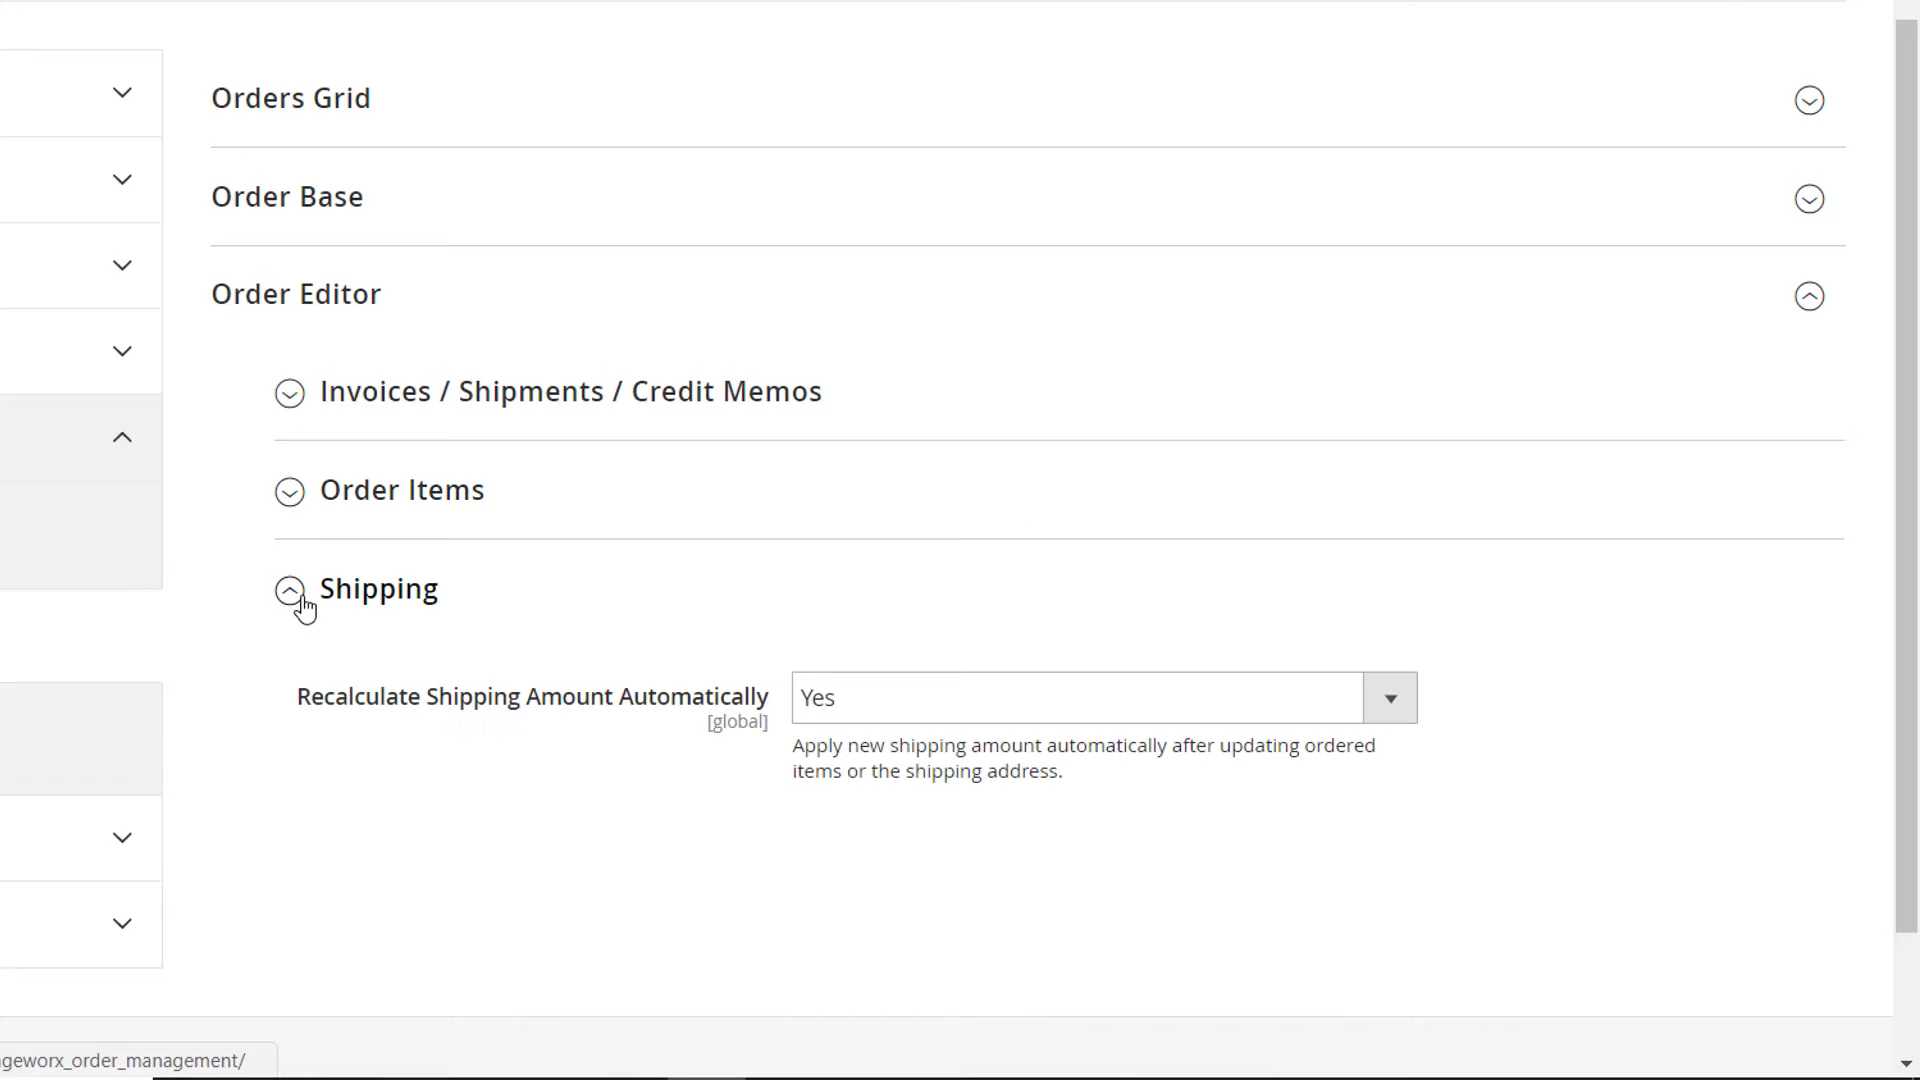 Orders Grid
Order Base
Order Editor
Invoices / Shipments / Credit Memos
Order Items
Shipping
Recalculate Shipping Amount Automatically
[global]
Yes
Apply new shipping amount automatically after updating ordered
items or the shipping address.
geworx_order_management/